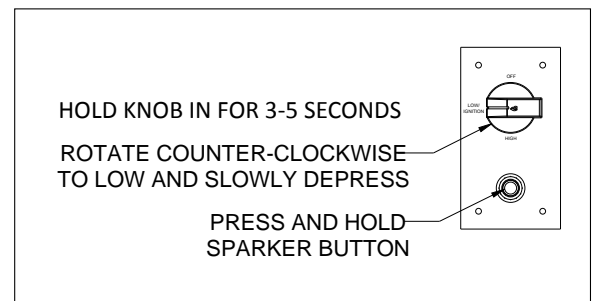 OFF
HOLD KNOB IN FOR 3-5 SECONDS
LOW/
IGNITION
ROTATE COUNTER-CLOCKWISE
TO LOW AND SLOWLY DEPRESS
HIGH
PRESS AND HOLD
SPARKER BUTTON